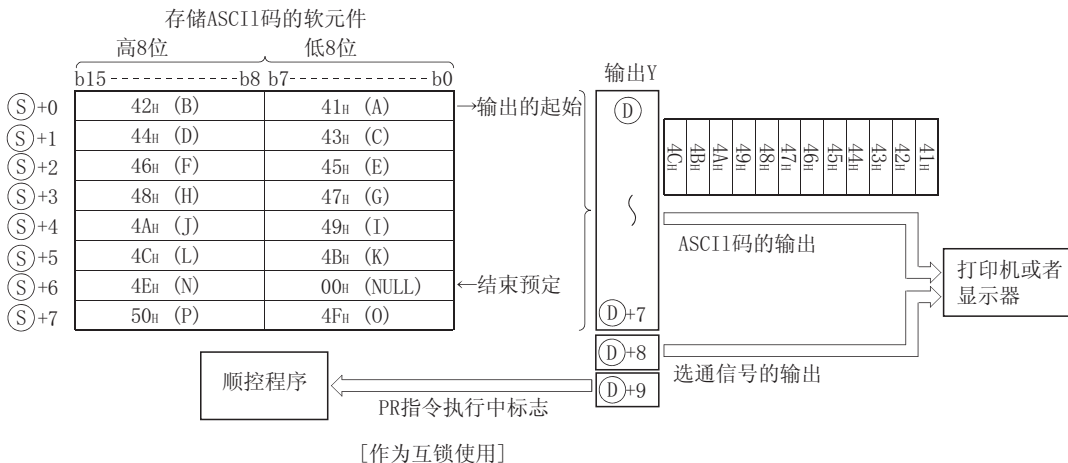 存储ASCIl码的软元件
高8位 低8位
b15------------b8 b7-------------b0 输出Y
Ⓢ+0 42H (B) 41H (A) →输出的起始 Ⓓ
Ⓢ+1 44H (D) 43H (C)
Ⓢ+2 46H (F) 45H (E)
Ⓢ+3 48H (H) 47H (G)
Ⓢ+4 4AH (J) 49H (I)
Ⓢ+5 4CH (L) 4BH (K)
Ⓢ+6 4EH (N) 00H (NULL) ←结束预定
Ⓢ+7 50H (P) 4FH (O) Ⓓ+7
4CH 4BH 4AH 49H 48H 47H 46H 45H 44H 43H 42H 41H
～
ASCIl码的输出
打印机或者
显示器
Ⓓ+8
选通信号的输出
Ⓓ+9
顺控程序
PR指令执行中标志
[作为互锁使用]